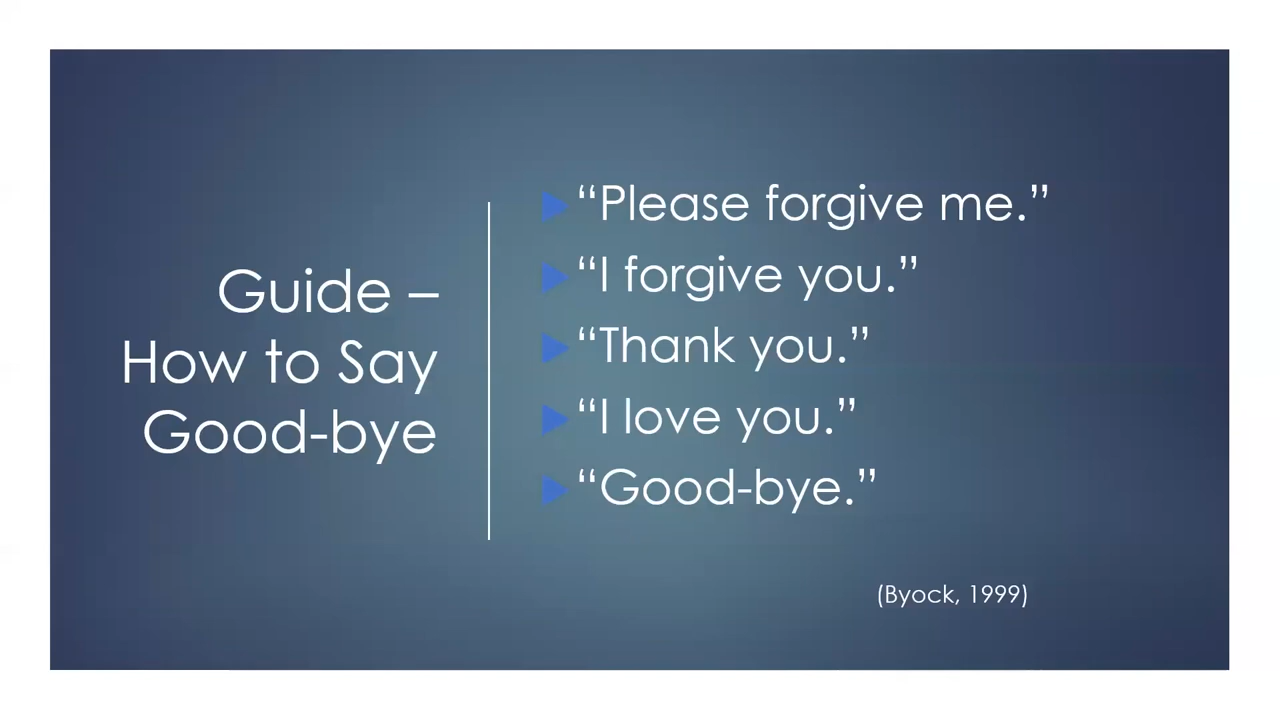 Guide –
How to Say
Good-bye
“Please forgive me.”
“I forgive you.”
“Thank you.”
“I love you.”
“Good-bye.”
(Byock, 1999)